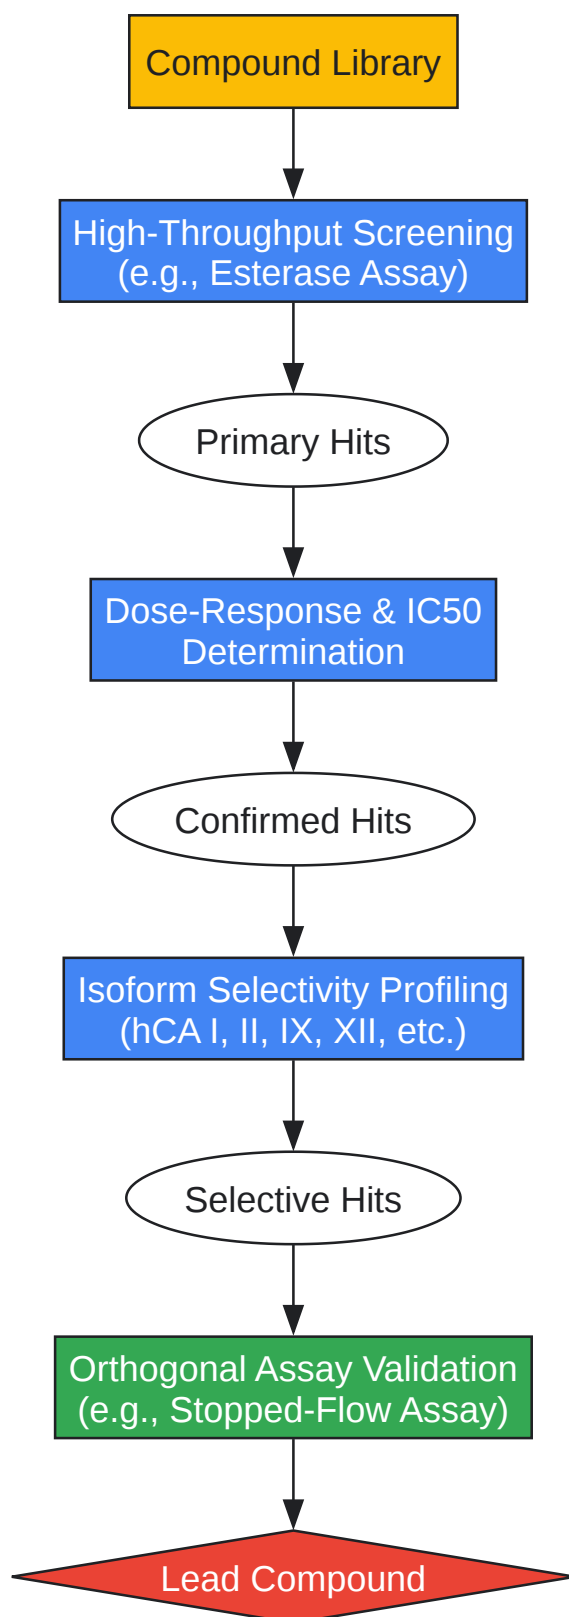 Compound Library
High-Throughput Screening
(e.g., Esterase Assay)
Primary Hits
Dose-Response & IC50
Determination
Confirmed Hits
Isoform Selectivity Profiling
(hCA I, II, IX, XII, etc.)
Selective Hits
Orthogonal Assay Validation
(e.g., Stopped-Flow Assay)
Lead Compound